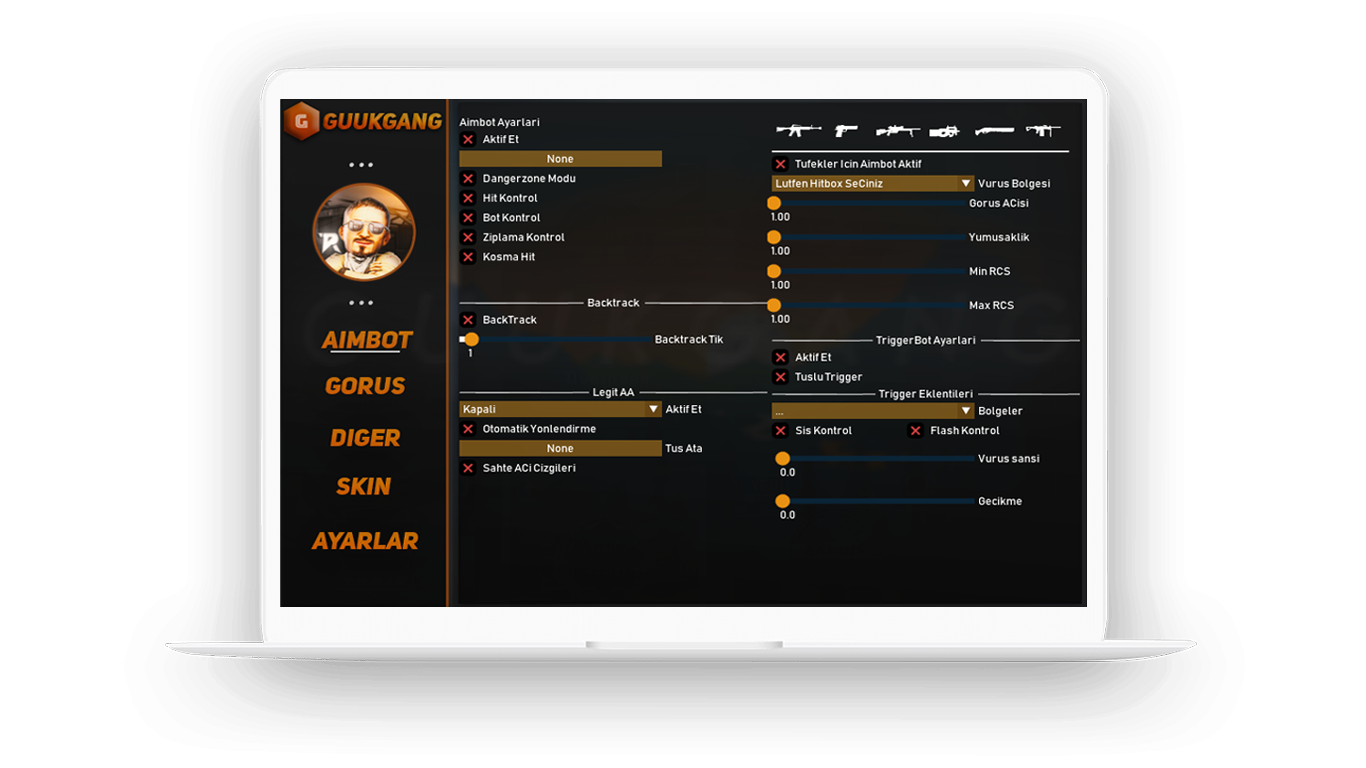 G GUUKGANG
AIMBOT
GORUS
DIGER
SKIN
AYARLAR
Aimbot Ayarlari
Aktif Et
None
Dangerzone Modu
Hit Kontrol
Bot Kontrol
Ziplama Kontrol
Kosma Hit
Backtrack
BackTrack
Backtrack Tik
1
Legit AA
Kapali Aktif Et
Otomatik Yonlendirme
None Tus Ata
Sahte ACi Cizgileri
Tufekler Icin Aimbot Aktif
Lutfen Hitbox SeCiniz Vurus Bolgesi
Gorus ACisi
1.00
Yumusaklik
1.00
Min RCS
1.00
Max RCS
1.00
TriggerBot Ayarlari
Aktif Et
Tuslu Trigger
Trigger Eklentileri
... Bolgeler
Sis Kontrol Flash Kontrol
Vurus sansi
0.0
Gecikme
0.0
GUUKGANG